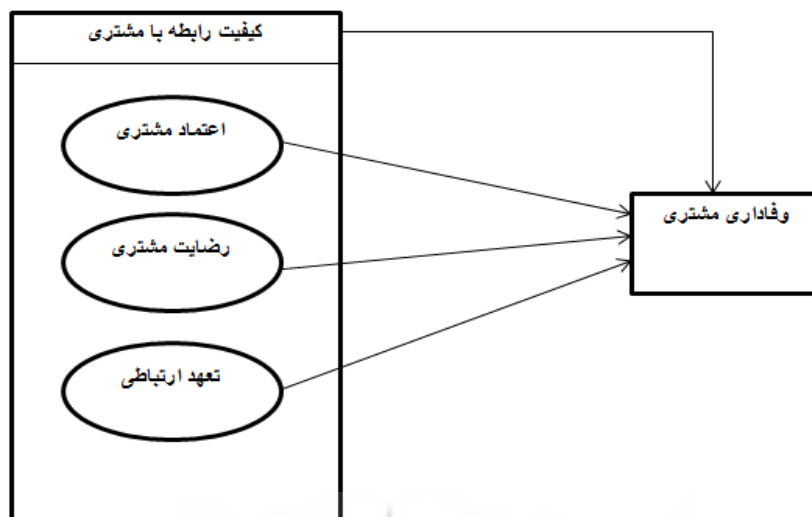 کیفیت رابطه با مشتری
اعتماد مشتری
رضایت مشتری
وفاداری مشتری
تعهد ارتباطی